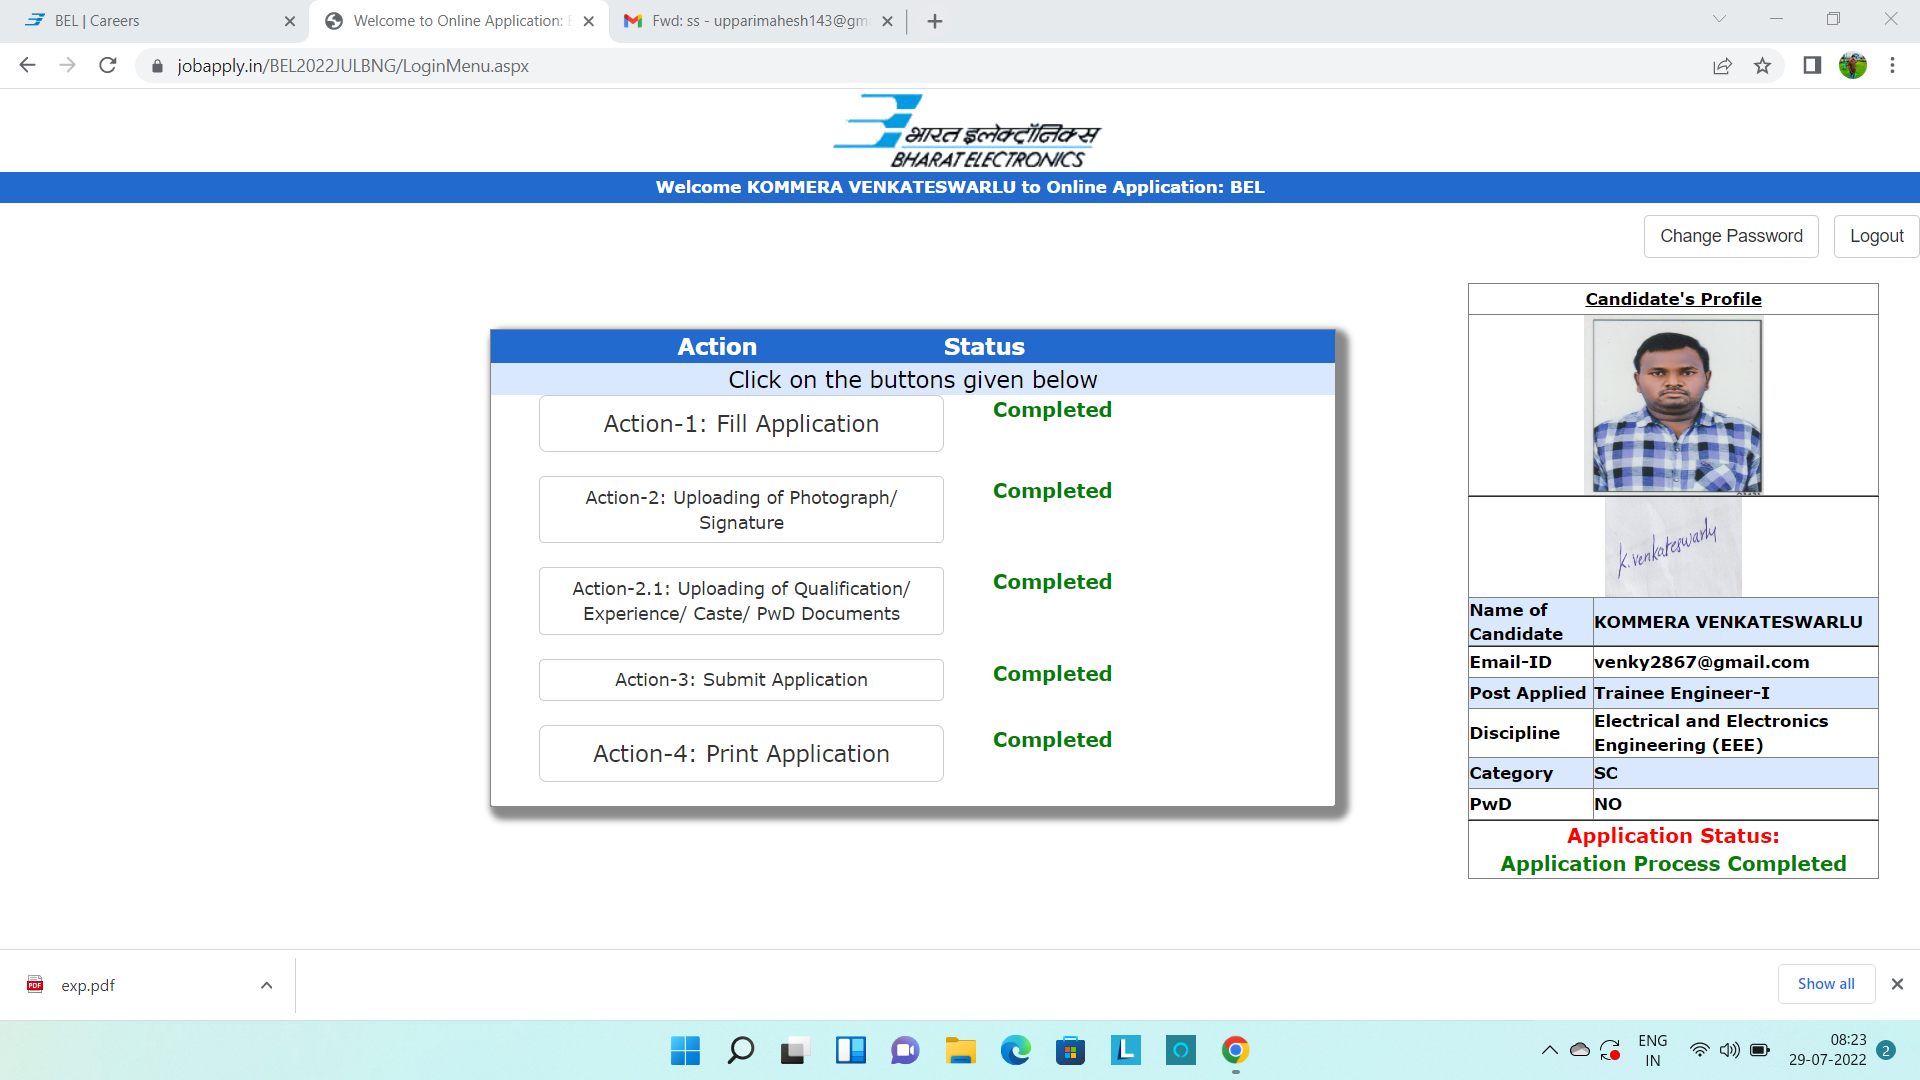 BEL | Careers
Welcome to Online Application:
Fwd: ss - upparimahesh143@gm
jobapply.in/BEL2022JULBNG/LoginMenu.aspx
भारत इलेक्ट्रॉनिक्स
BHARAT ELECTRONICS
Welcome KOMMERA VENKATESWARLU to Online Application: BEL
Change Password
Logout
Action
Status
Click on the buttons given below
Action-1: Fill Application
Completed
Action-2: Uploading of Photograph/
Signature
Completed
Action-2.1: Uploading of Qualification/
Experience/ Caste/ PwD Documents
Completed
Action-3: Submit Application
Completed
Action-4: Print Application
Completed
Candidate's Profile
K.venkateswarlu
Name of
Candidate
KOMMERA VENKATESWARLU
Email-ID
venky2867@gmail.com
Post Applied
Trainee Engineer-I
Discipline
Electrical and Electronics
Engineering (EEE)
Category
SC
PwD
NO
Application Status:
Application Process Completed
PDF
exp.pdf
Show all
L
ENG
IN
08:23
29-07-2022
2